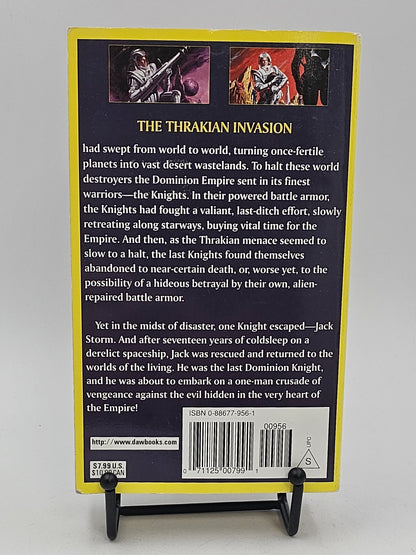 THE THRAKIAN INVASION
had swept from world to world, turning once-fertile
planets into vast desert wastelands. To halt these world
destroyers the Dominion Empire sent in its finest
warriors—the Knights. In their powered battle armor,
the Knights had fought a valiant, last-ditch effort, slowly
retreating along starways, buying vital time for the
Empire. And then, as the Thrakian menace seemed to
slow to a halt, the last Knights found themselves
abandoned to near-certain death, or, worse yet, to the
possibility of a hideous betrayal by their own, alien-
repaired battle armor.
Yet in the midst of disaster, one Knight escaped—Jack
Storm. And after seventeen years of coldsleep on a
derelict spaceship, Jack was rescued and returned to the
worlds of the living. He was the last Dominion Knight,
and he was about to embark on a one-man crusade of
vengeance against the evil hidden in the very heart of
the Empire!
ISBN 0-88677-956-1
00956
http://www.dawbooks.com
UPC
S
$7.99 U.S.
CAN
0 71125 00799 1